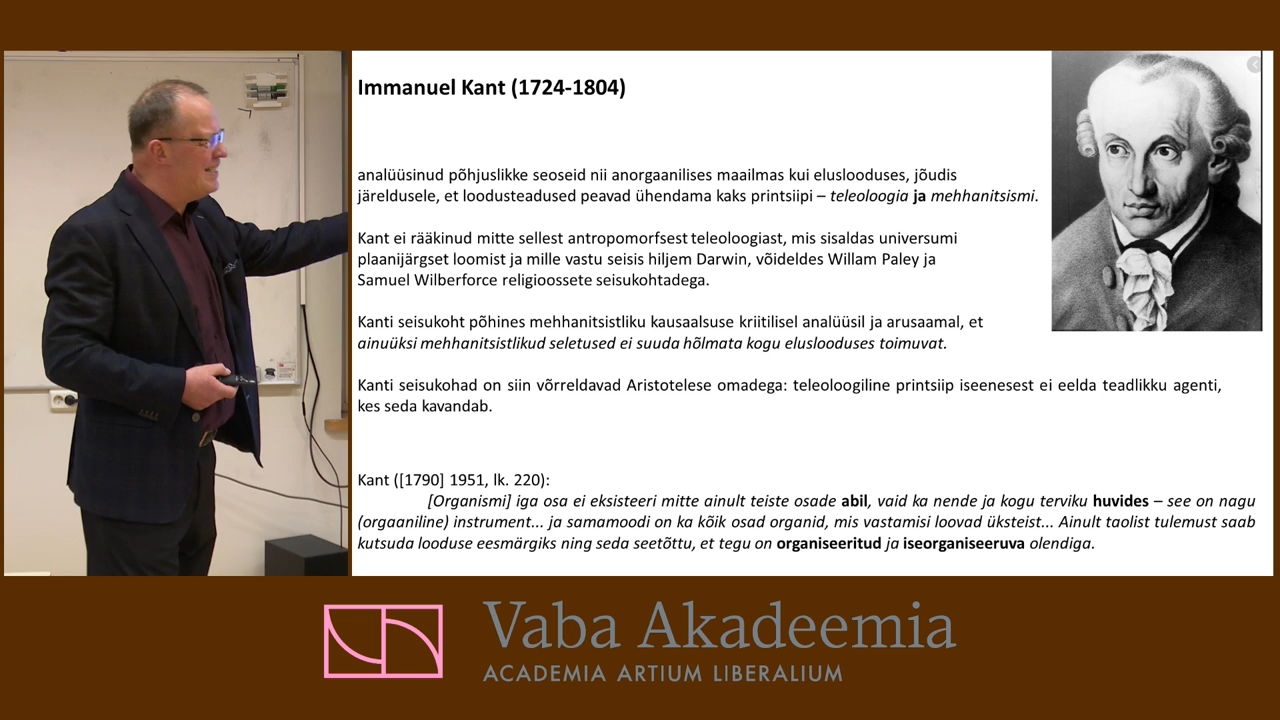 Immanuel Kant (1724-1804)
analüüsinud põhjuslikke seoseid nii anorgaanilises maailmas kui eluslooduses, jõudis
järeldusele, et loodusteadused peavad ühendama kaks printsiipi – teleoloogia ja mehhanitsismi.
Kant ei rääkinud mitte sellest antropomorfsest teleoloogiast, mis sisaldas universumi
plaanijärgset loomist ja mille vastu seisis hiljem Darwin, võideldes Willam Paley ja
Samuel Wilberforce religioossete seisukohtadega.
Kanti seisukoht põhines mehhanitsistliku kausaalsuse kriitilisel analüüsil ja arusaamal, et
ainuüksi mehhanitsistlikud seletused ei suuda hõlmata kogu eluslooduses toimuvat.
Kanti seisukohad on siin võrreldavad Aristotelese omadega: teleoloogiline printsiip iseenesest ei eelda teadlikku agenti,
kes seda kavandab.
Kant ([1790] 1951, lk. 220):
[Organismi] iga osa ei eksisteeri mitte ainult teiste osade abil, vaid ka nende ja kogu terviku huvides – see on nagu
(orgaaniline) instrument... ja samamoodi on ka kõik osad organid, mis vastamisi loovad üksteist... Ainult taolist tulemust saab
kutsuda looduse eesmärgiks ning seda seetõttu, et tegu on organiseeritud ja iseorganiseeruva olendiga.
Vaba Akadeemia
ACADEMIA ARTIUM LIBERALIUM